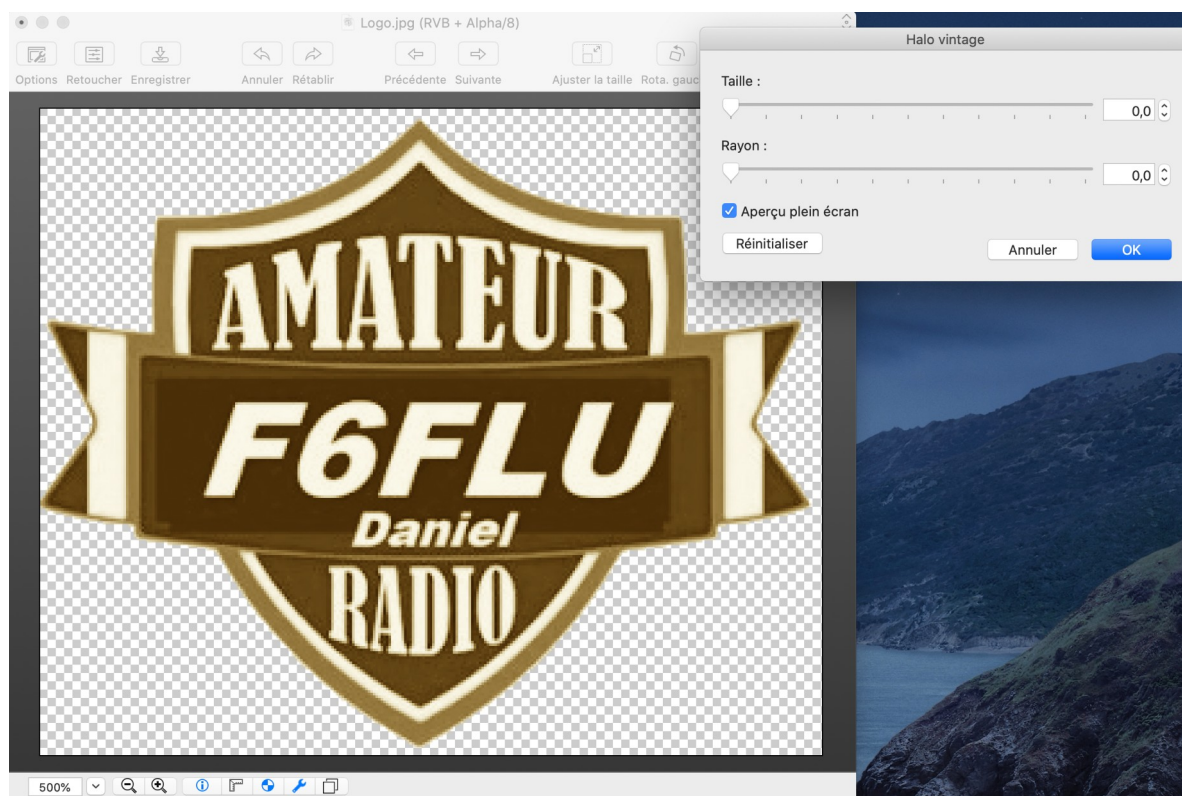 Logo.jpg (RVB + Alpha/8)
Options Retoucher Enregistrer Annuler Rétablir Précédente Suivante Ajuster la taille Rota. gauc
Halo vintage
Taille :
0,0
Rayon :
0,0
Aperçu plein écran
Réinitialiser Annuler OK
AMATEUR
F6FLU
Daniel
RADIO
500%